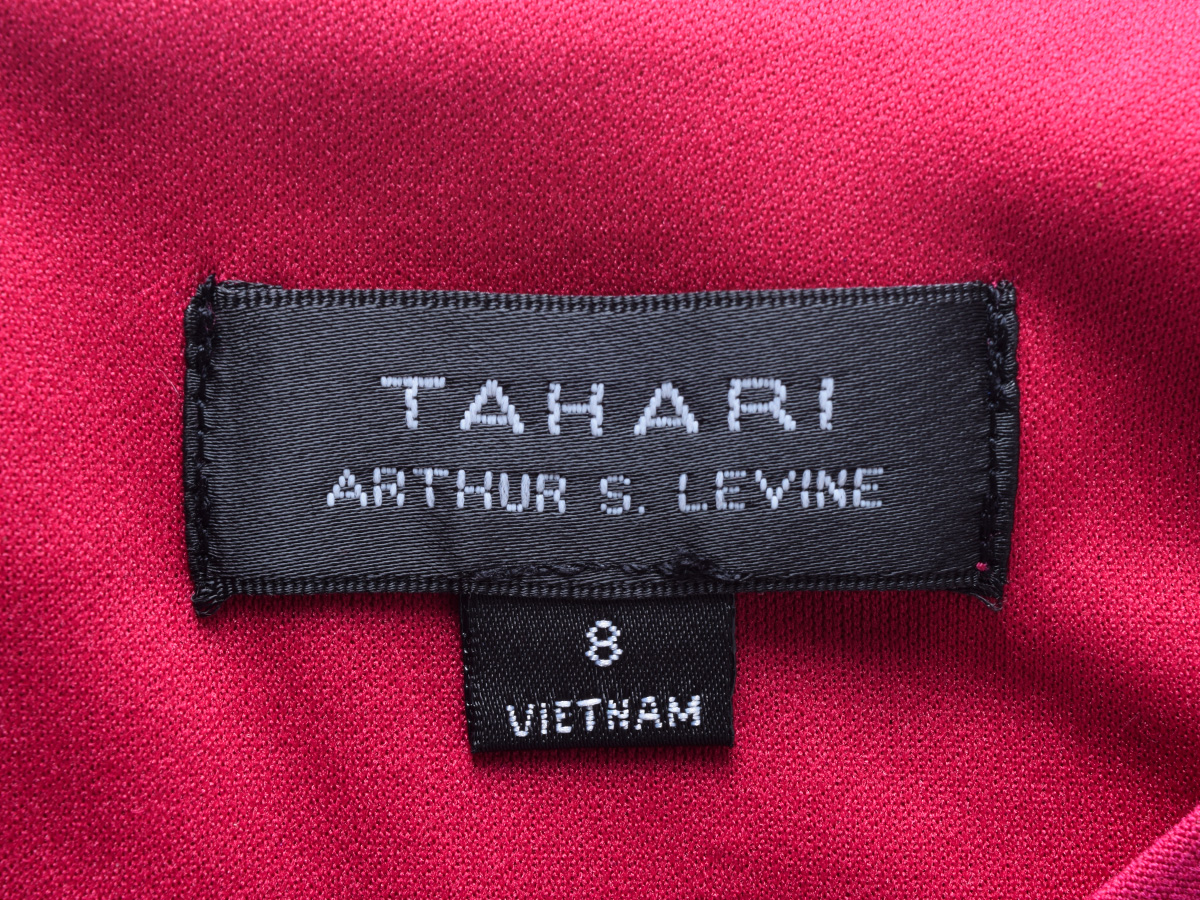 TAHARI
ARTHUR S. LEVINE
8
VIETNAM